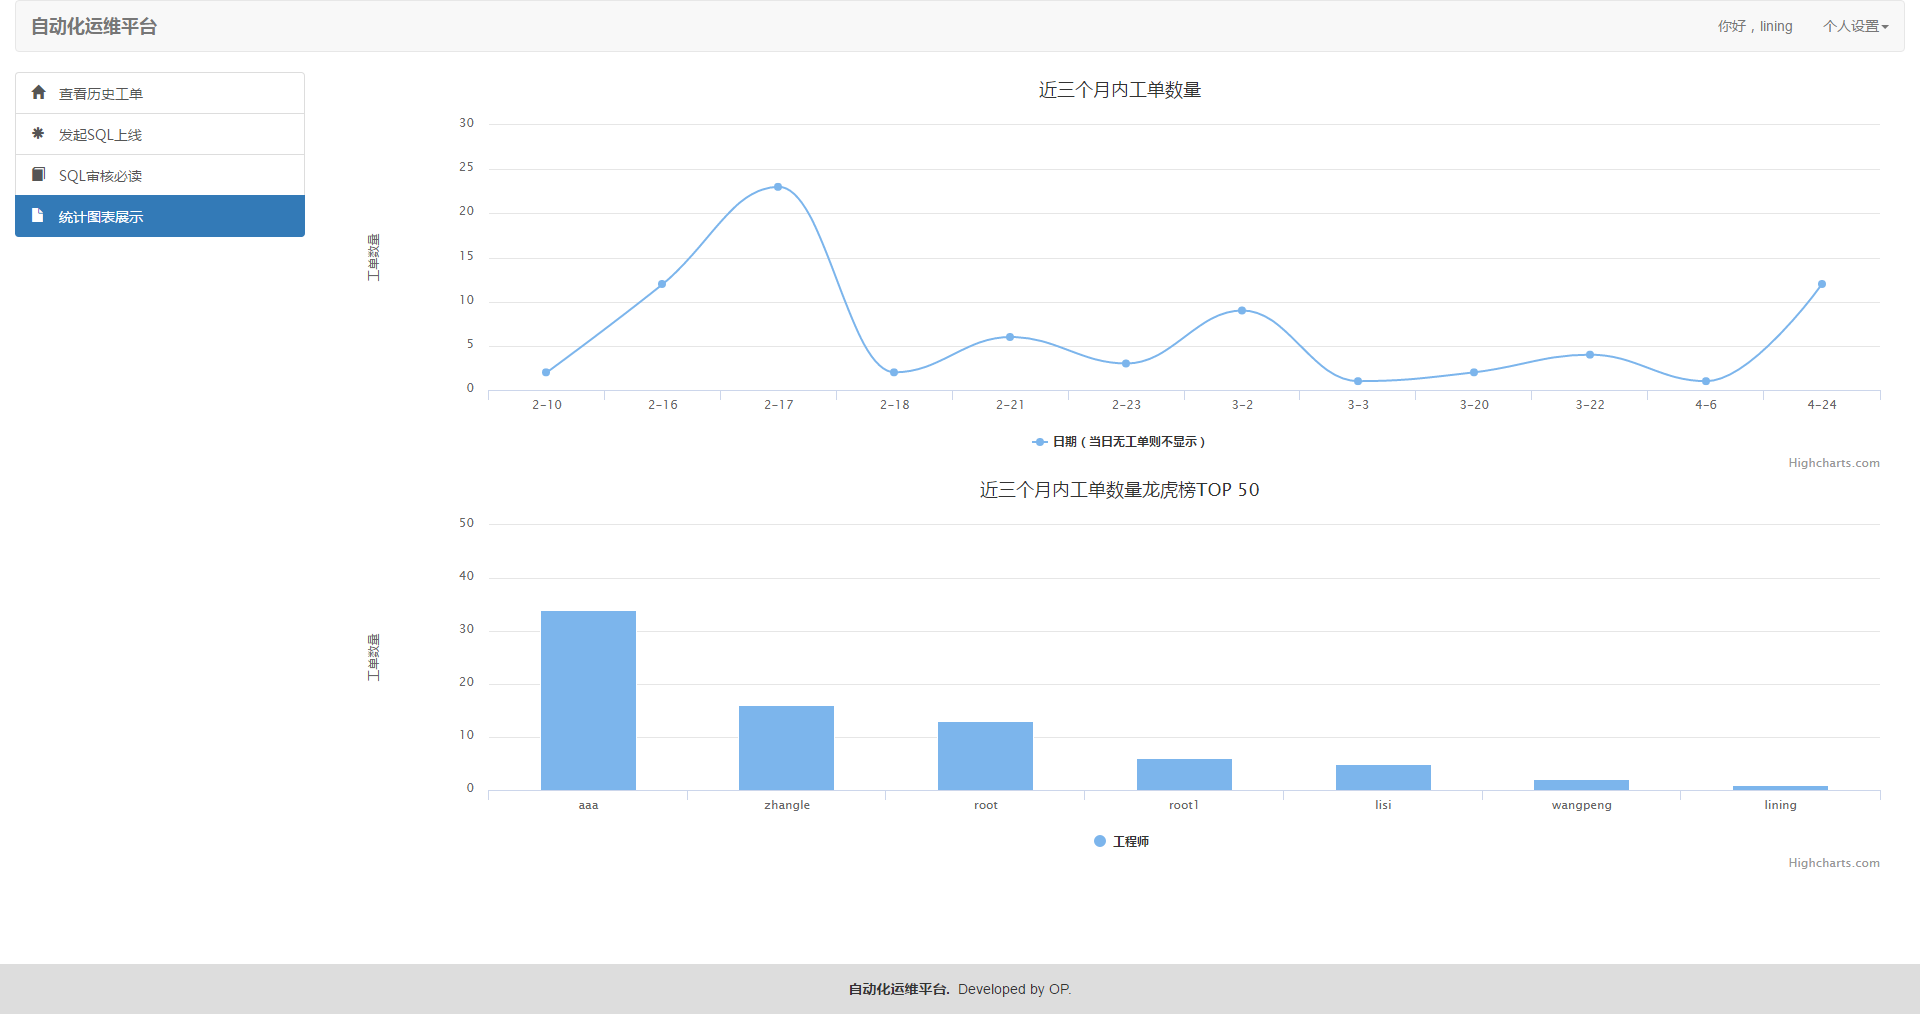 自动化运维平台
你好，lining
个人设置
查看历史工单
发起SQL上线
SQL审核必读
统计图表展示
近三个月内工单数量
工单数量
30
25
20
15
10
5
0
2-10 2-16 2-17 2-18 2-21 2-23 3-2 3-3 3-20 3-22 4-6 4-24
日期（当日无工单则不显示）
Highcharts.com
近三个月内工单数量龙虎榜TOP 50
工单数量
50
40
30
20
10
0
aaa zhangle root root1 lisi wangpeng lining
工程师
Highcharts.com
自动化运维平台. Developed by OP.